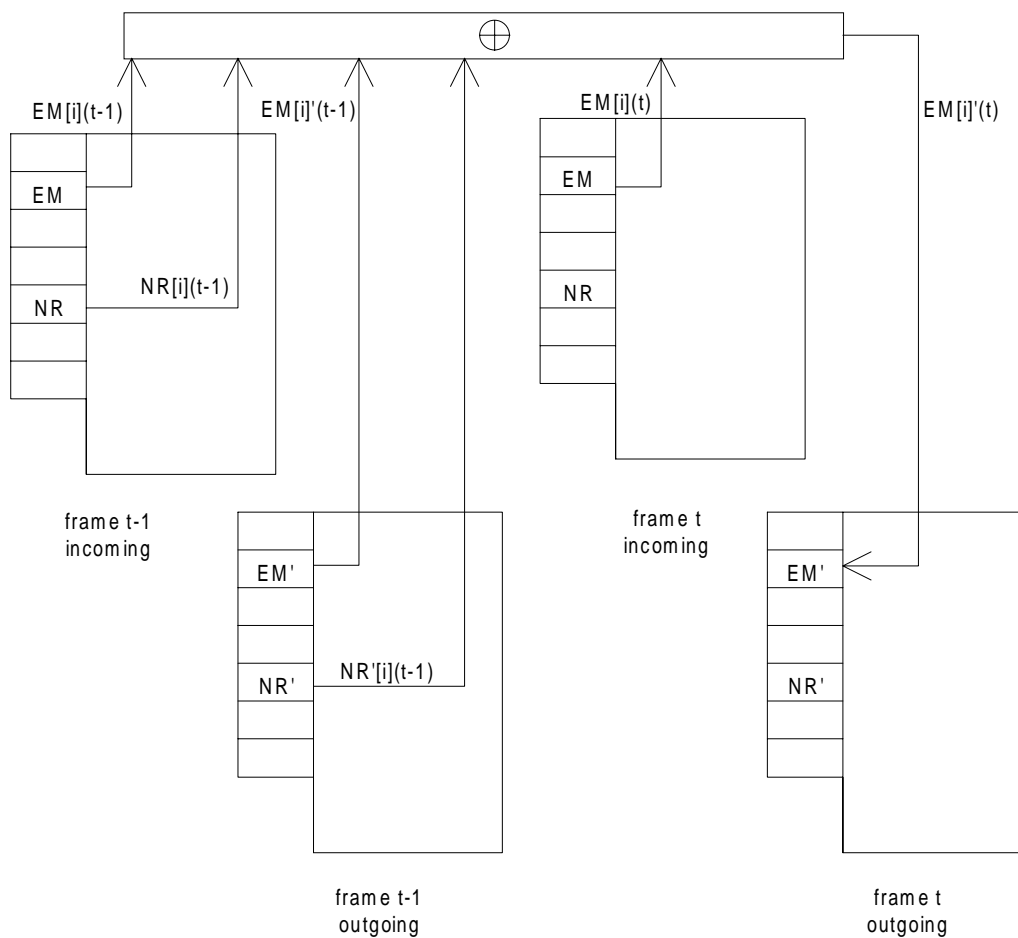 EM[i](t-1)
EM[i]'(t-1)
EM[i](t)
EM[i]'(t)
EM
NR[i](t-1)
NR
EM
NR
frame t-1
incoming
frame t
incoming
EM'
NR'[i](t-1)
NR'
EM'
NR'
frame t-1
outgoing
frame t
outgoing